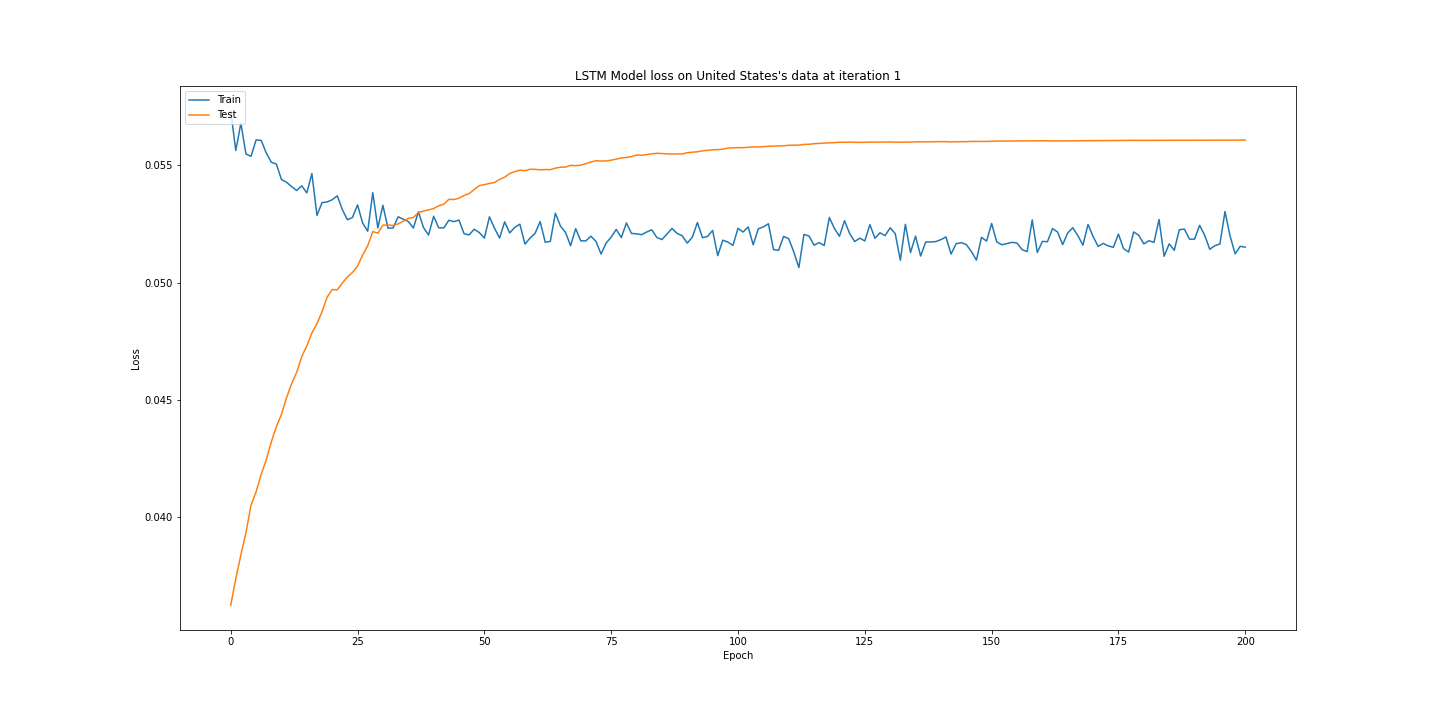 LSTM Model loss on United States's data at iteration 1
Train
Test
0.055
0.050
0.045
0.040
Loss
0 25 50 75 100 125 150 175 200
Epoch